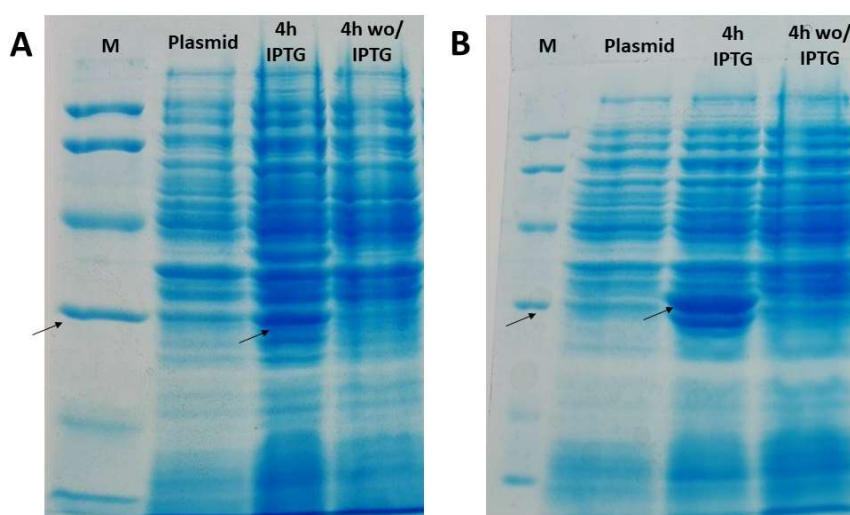 A
M
Plasmid
4h
IPTG
4h wo/
IPTG
B
M
Plasmid
4h
IPTG
4h wo/
IPTG